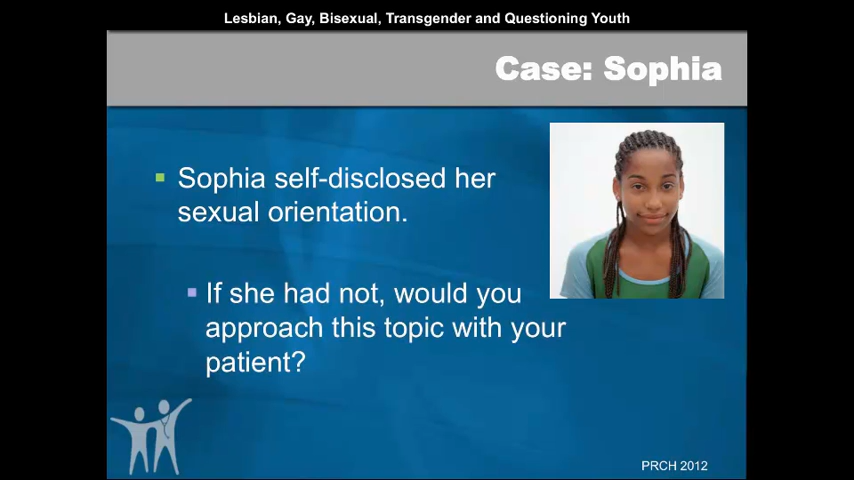 Lesbian, Gay, Bisexual, Transgender and Questioning Youth
Case: Sophia
Sophia self-disclosed her
sexual orientation.
If she had not, would you
approach this topic with your
patient?
PRCH 2012